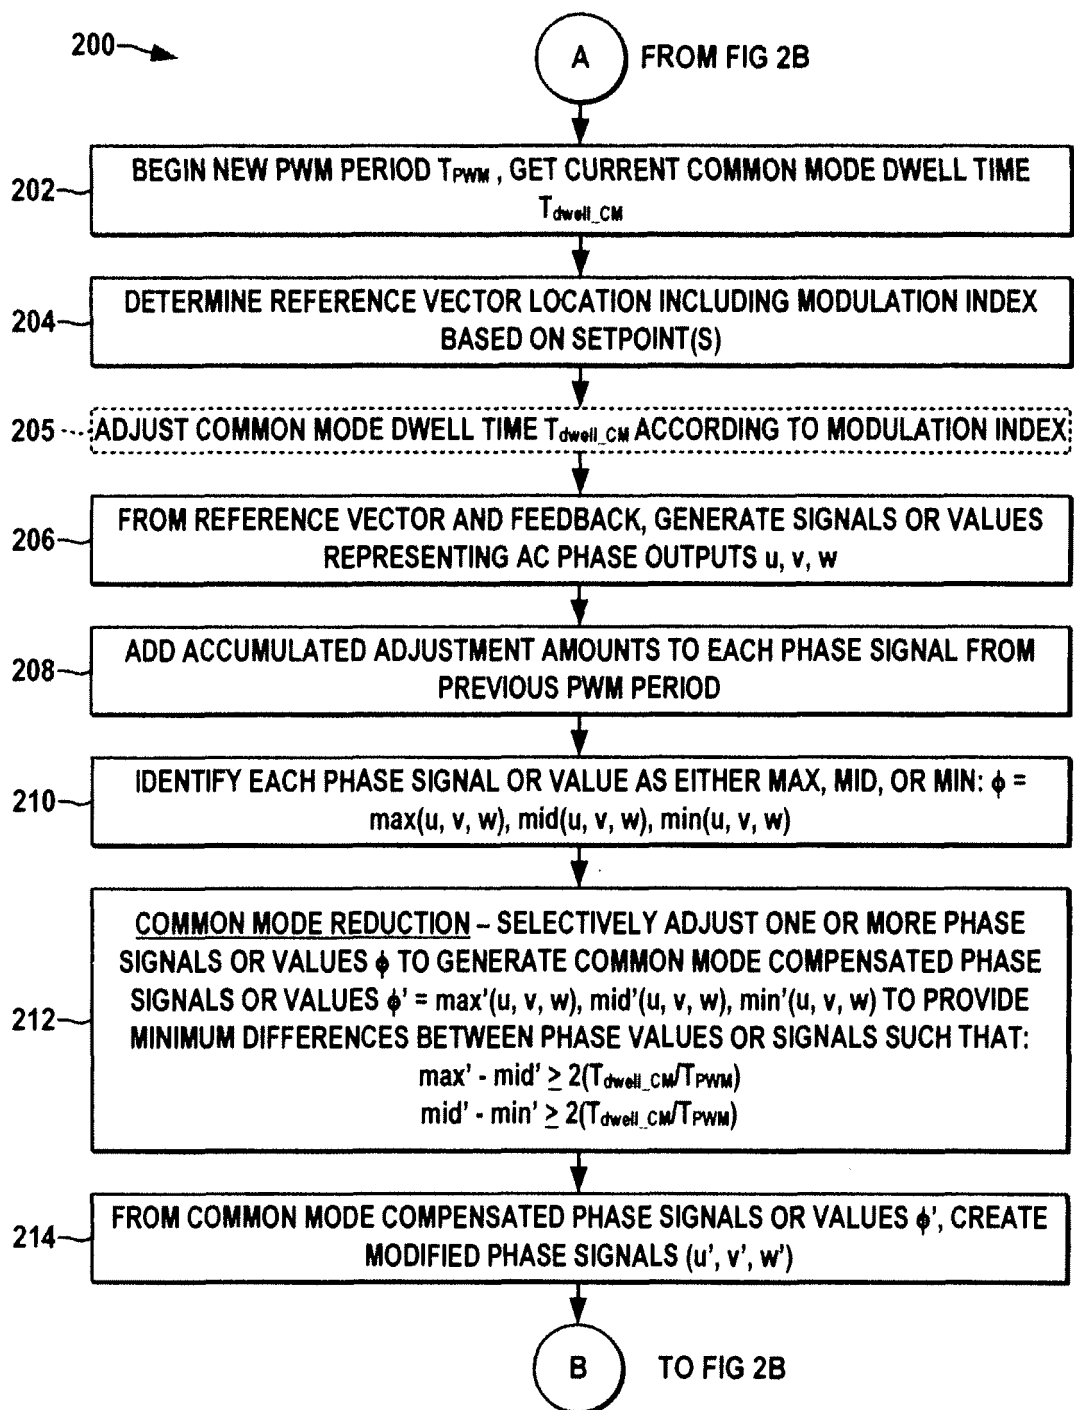 200
A
FROM FIG 2B
202
BEGIN NEW PWM PERIOD TPWM , GET CURRENT COMMON MODE DWELL TIME
Tdwell_CM
204
DETERMINE REFERENCE VECTOR LOCATION INCLUDING MODULATION INDEX
BASED ON SETPOINT(S)
205
ADJUST COMMON MODE DWELL TIME Tdwell_CM ACCORDING TO MODULATION INDEX
206
FROM REFERENCE VECTOR AND FEEDBACK, GENERATE SIGNALS OR VALUES
REPRESENTING AC PHASE OUTPUTS u, v, w
208
ADD ACCUMULATED ADJUSTMENT AMOUNTS TO EACH PHASE SIGNAL FROM
PREVIOUS PWM PERIOD
210
IDENTIFY EACH PHASE SIGNAL OR VALUE AS EITHER MAX, MID, OR MIN: ϕ =
max(u, v, w), mid(u, v, w), min(u, v, w)
212
COMMON MODE REDUCTION – SELECTIVELY ADJUST ONE OR MORE PHASE
SIGNALS OR VALUES ϕ TO GENERATE COMMON MODE COMPENSATED PHASE
SIGNALS OR VALUES ϕ' = max'(u, v, w), mid'(u, v, w), min'(u, v, w) TO PROVIDE
MINIMUM DIFFERENCES BETWEEN PHASE VALUES OR SIGNALS SUCH THAT:
max' - mid' ≥ 2(Tdwell_CM/TPWM)
mid' - min' ≥ 2(Tdwell_CM/TPWM)
214
FROM COMMON MODE COMPENSATED PHASE SIGNALS OR VALUES ϕ', CREATE
MODIFIED PHASE SIGNALS (u', v', w')
B
TO FIG 2B